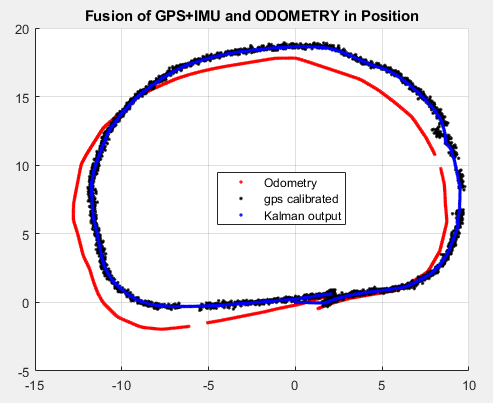 Fusion of GPS+IMU and ODOMETRY in Position
20
15
10
5
0
-5
Odometry
gps calibrated
Kalman output
-15 -10 -5 0 5 10